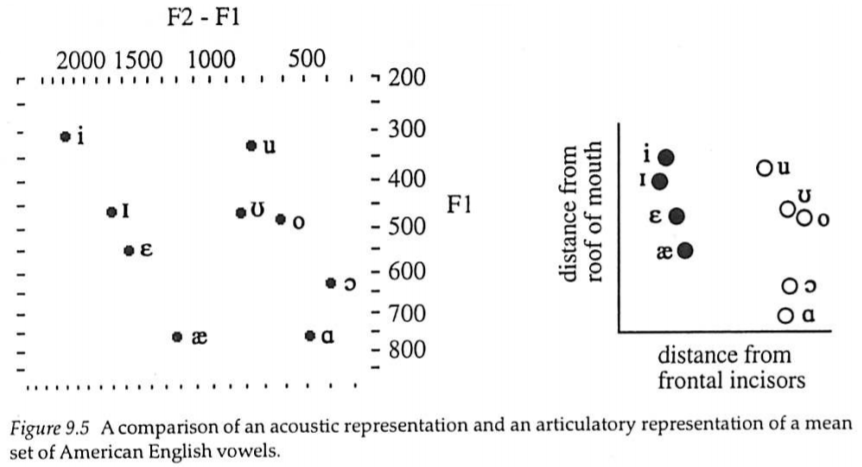 F2 - F1
2000 1500 1000 500
200
300
400
500
600
700
800
F1
i
u
ɪ
ʊ
o
ɛ
ɔ
æ
ɑ
distance from
roof of mouth
i
u
ɪ
ʊ
ɛ
o
æ
ɔ
ɑ
distance from
frontal incisors
Figure 9.5 A comparison of an acoustic representation and an articulatory representation of a mean
set of American English vowels.